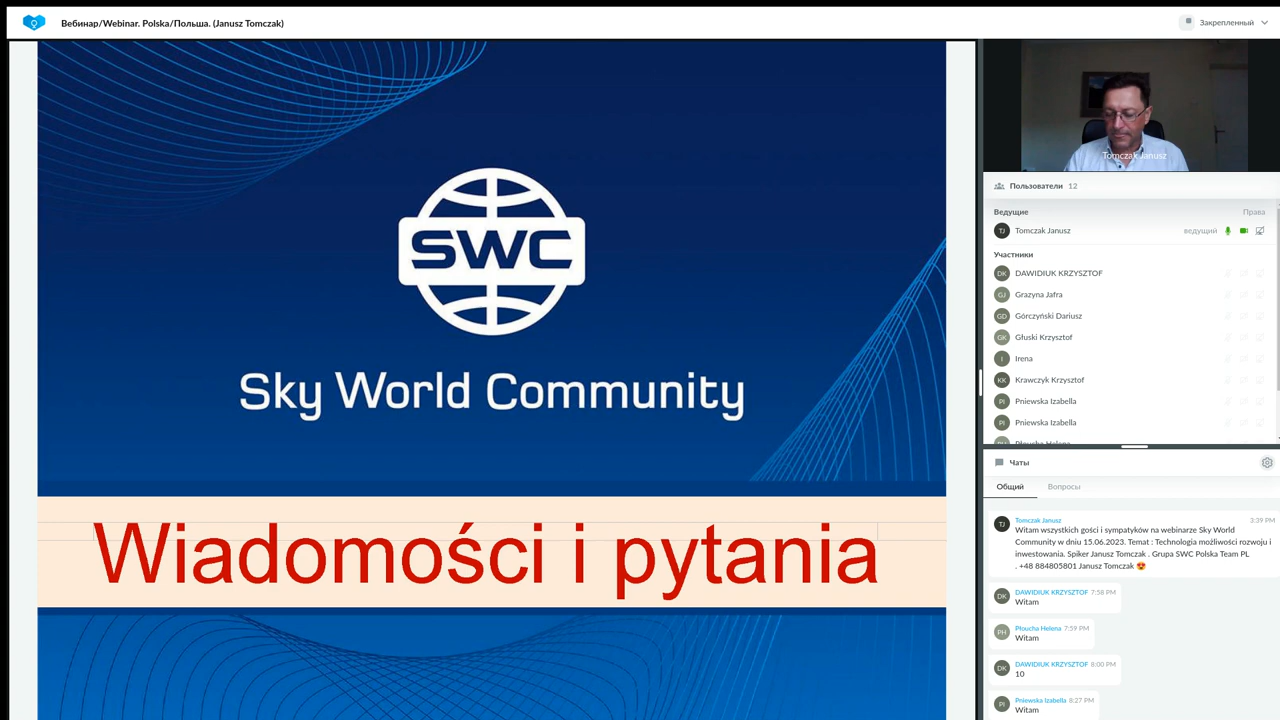 Вебинар/Webinar. Polska/Польша. (Janusz Tomczak)
Закрепленный
SWC
Sky World Community
Wiadomości i pytania
Tomczak Janusz
Пользователи 12
Ведущие Права
TJ Tomczak Janusz ведущий
Участники
DK DAWIDIUK KRZYSZTOF
GJ Grazyna Jafra
GD Górczyński Dariusz
GK Głuski Krzysztof
I Irena
KK Krawczyk Krzysztof
PI Pniewska Izabella
PI Pniewska Izabella
PH Płoucha Helena
Чаты
Общий Вопросы
TJ Tomczak Janusz 3:39 PM
Witam wszystkich gości i sympatyków na webinarze Sky World
Community w dniu 15.06.2023. Temat : Technologia możliwości rozwoju i
inwestowania. Spiker Janusz Tomczak . Grupa SWC Polska Team PL
. +48 884805801 Janusz Tomczak 😍
DK DAWIDIUK KRZYSZTOF 7:58 PM
Witam
PH Płoucha Helena 7:59 PM
Witam
DK DAWIDIUK KRZYSZTOF 8:00 PM
10
PI Pniewska Izabella 8:27 PM
Witam